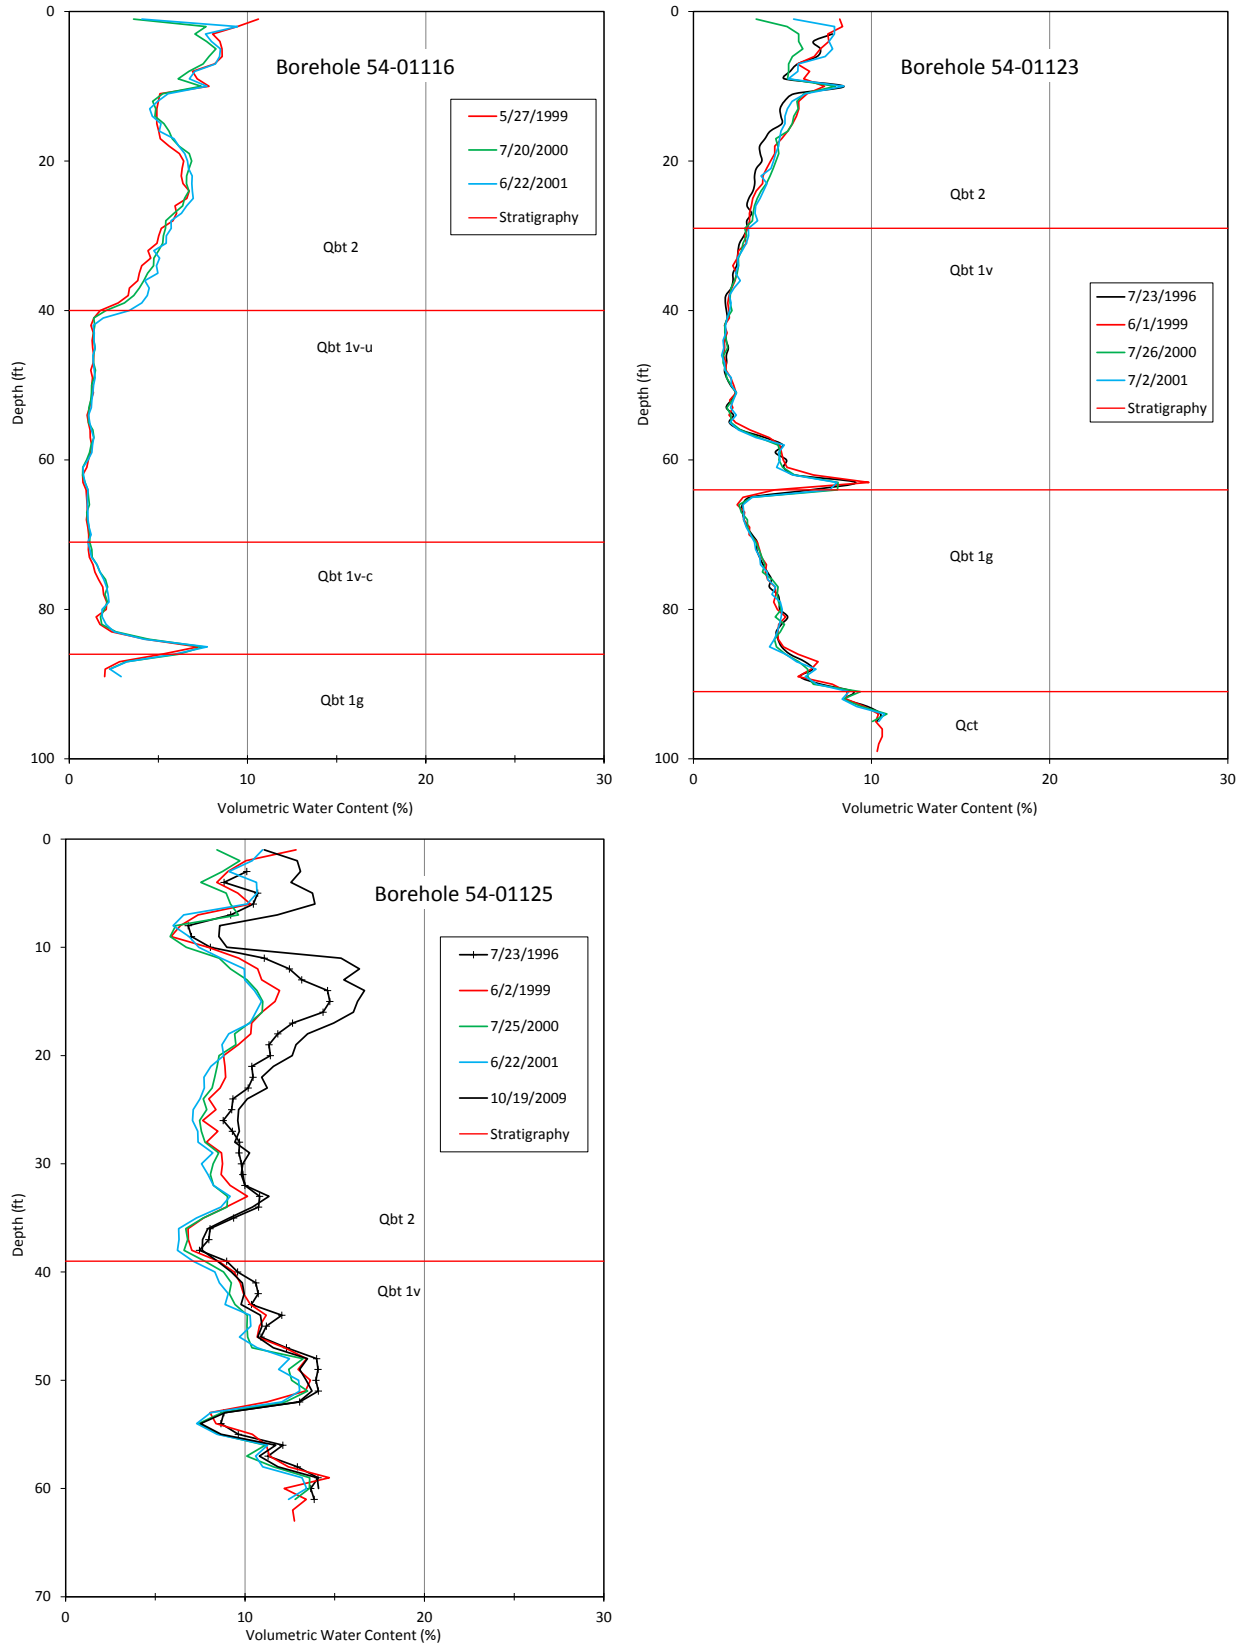 Borehole 54-01116
0
20
40
60
80
100
Depth (ft)
5/27/1999
7/20/2000
6/22/2001
Stratigraphy
Qbt 2
Qbt 1v-u
Qbt 1v-c
Qbt 1g
0
10
20
30
Volumetric Water Content (%)
Borehole 54-01123
0
20
40
60
80
100
Depth (ft)
Qbt 2
Qbt 1v
7/23/1996
6/1/1999
7/26/2000
7/2/2001
Stratigraphy
Qbt 1g
Qct
0
10
20
30
Volumetric Water Content (%)
Borehole 54-01125
0
10
20
30
40
50
60
70
Depth (ft)
7/23/1996
6/2/1999
7/25/2000
6/22/2001
10/19/2009
Stratigraphy
Qbt 2
Qbt 1v
0
10
20
30
Volumetric Water Content (%)